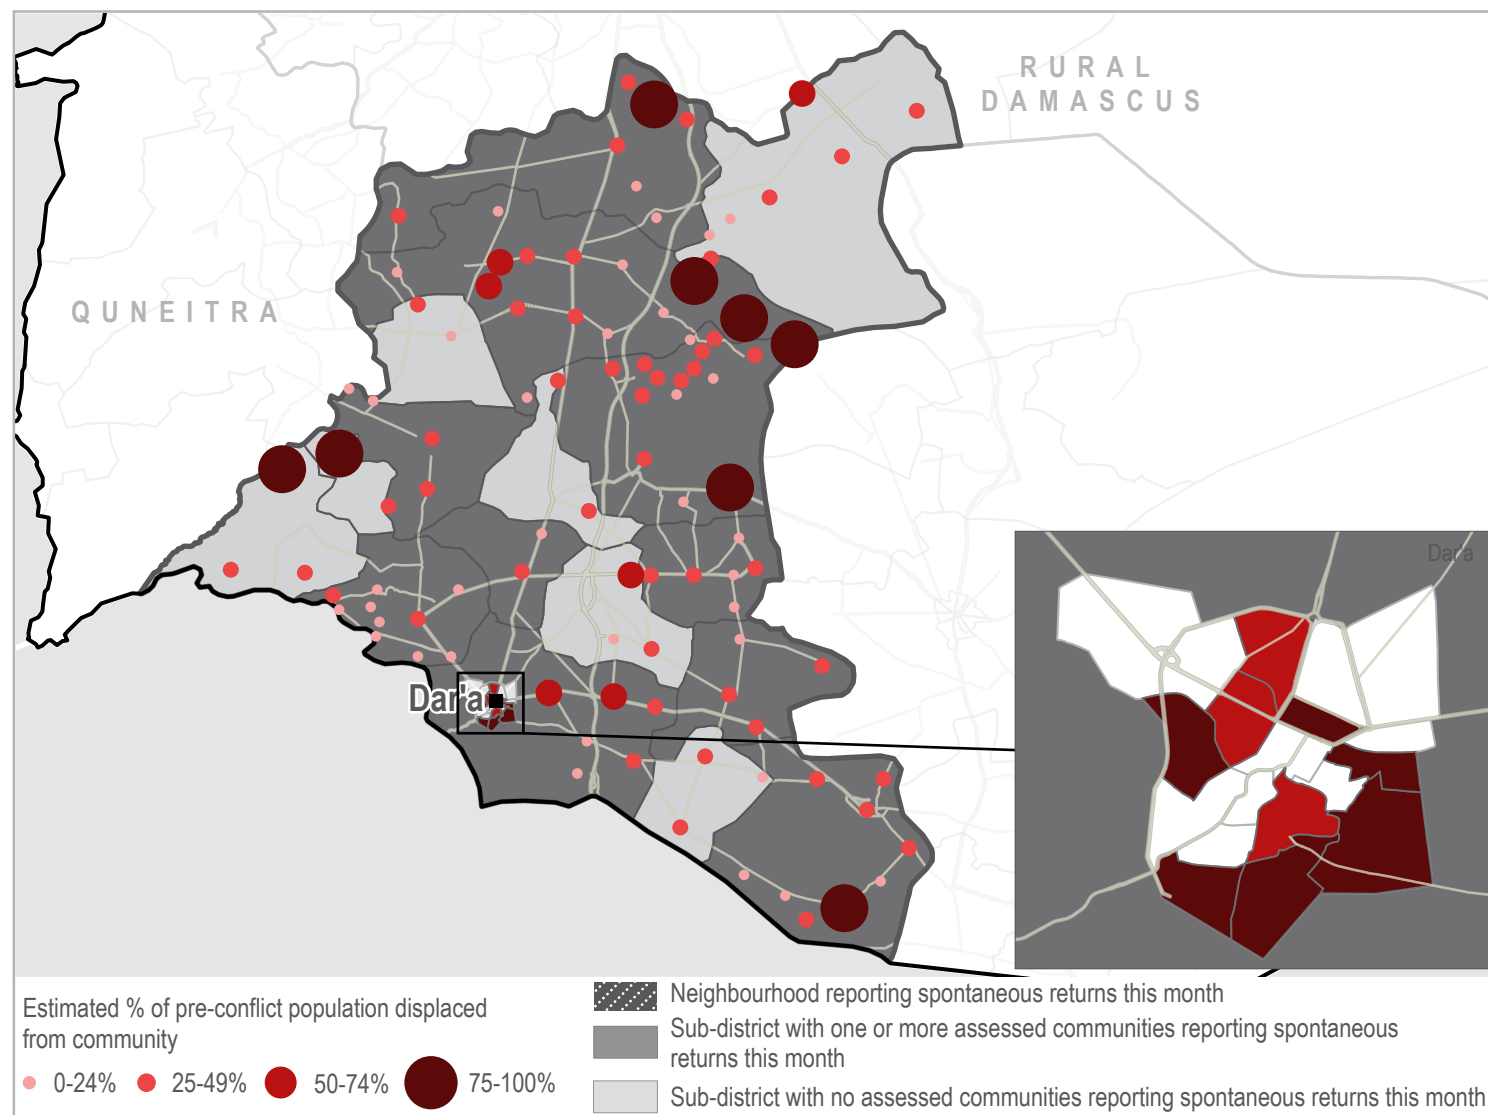 RURAL
DAMASCUS
QUNEITRA
Dar'a
Dar'a
Estimated % of pre-conflict population displaced
from community
0-24%
25-49%
50-74%
75-100%
Neighbourhood reporting spontaneous returns this month
Sub-district with one or more assessed communities reporting spontaneous
returns this month
Sub-district with no assessed communities reporting spontaneous returns this month